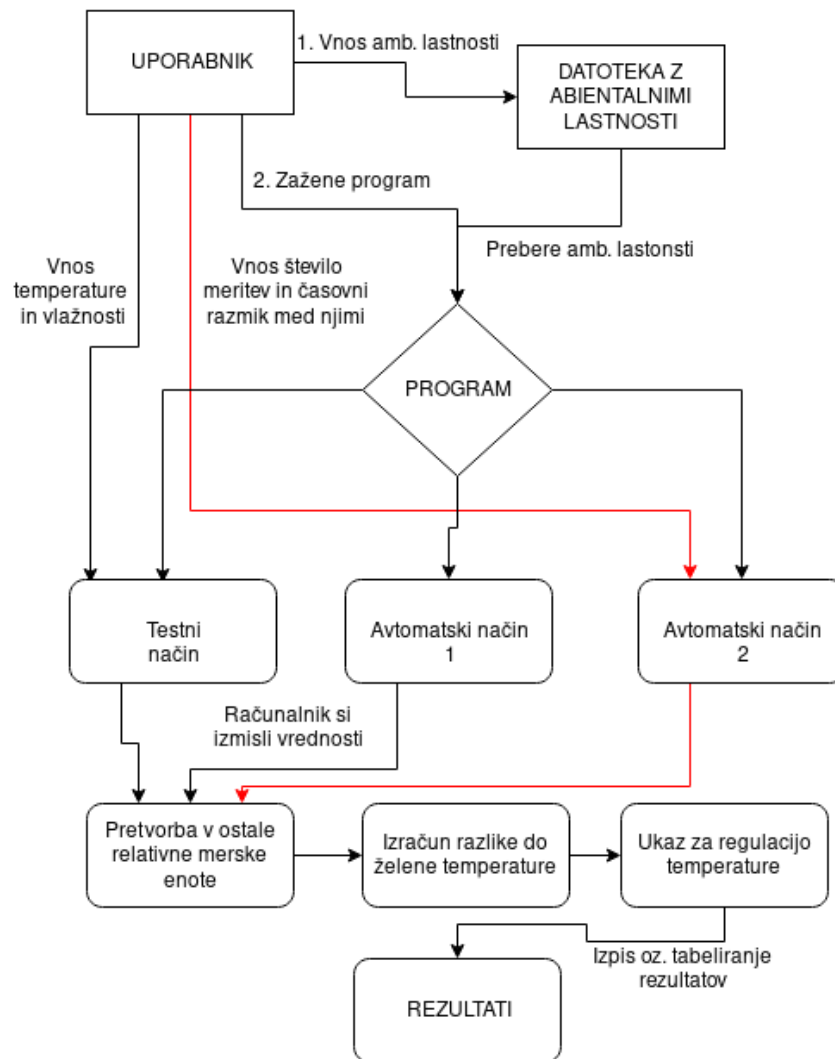 UPORABNIK
1. Vnos amb. lastnosti
DATOTEKA Z
ABIENTALNIMI
LASTNOSTI
2. Zažene program
Prebere amb. lastonsti
Vnos
temperature
in vlažnosti
Vnos število
meritev in časovni
razmik med njimi
PROGRAM
Testni
način
Avtomatski način
1
Avtomatski način
2
Računalnik si
izmisli vrednosti
Pretvorba v ostale
relativne merske
enote
Izračun razlike do
želene temperature
Ukaz za regulacijo
temperature
Izpis oz. tabeliranje
rezultatov
REZULTATI